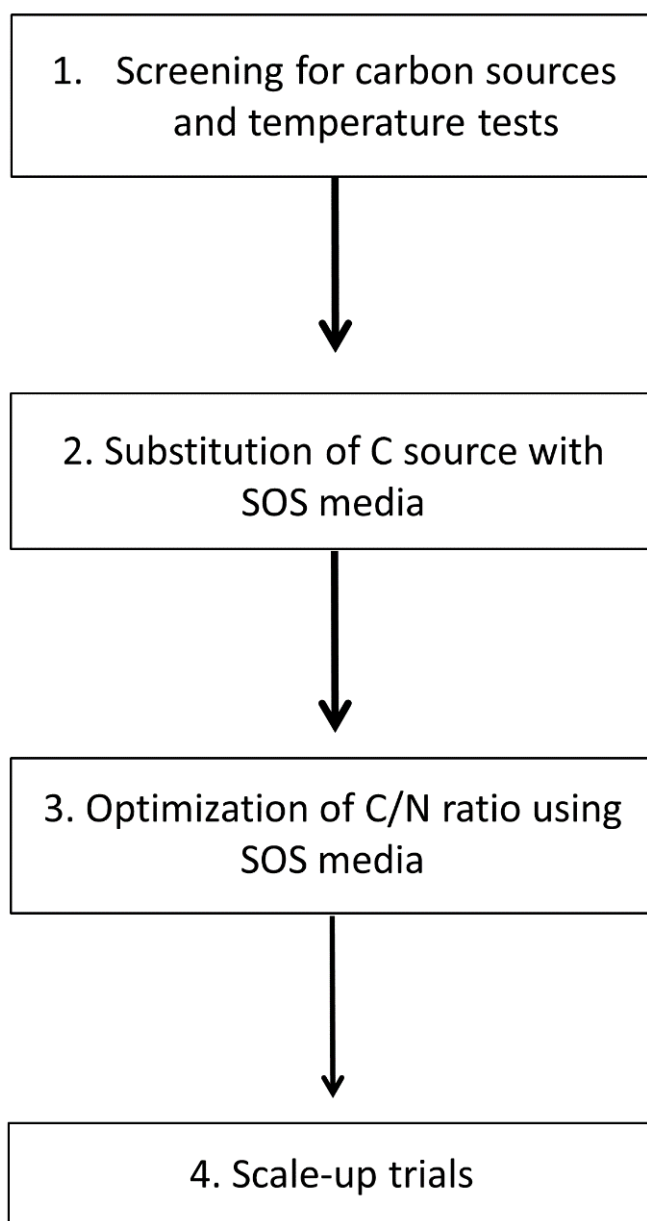 1. Screening for carbon sources
and temperature tests
2. Substitution of C source with
SOS media
3. Optimization of C/N ratio using
SOS media
4. Scale-up trials